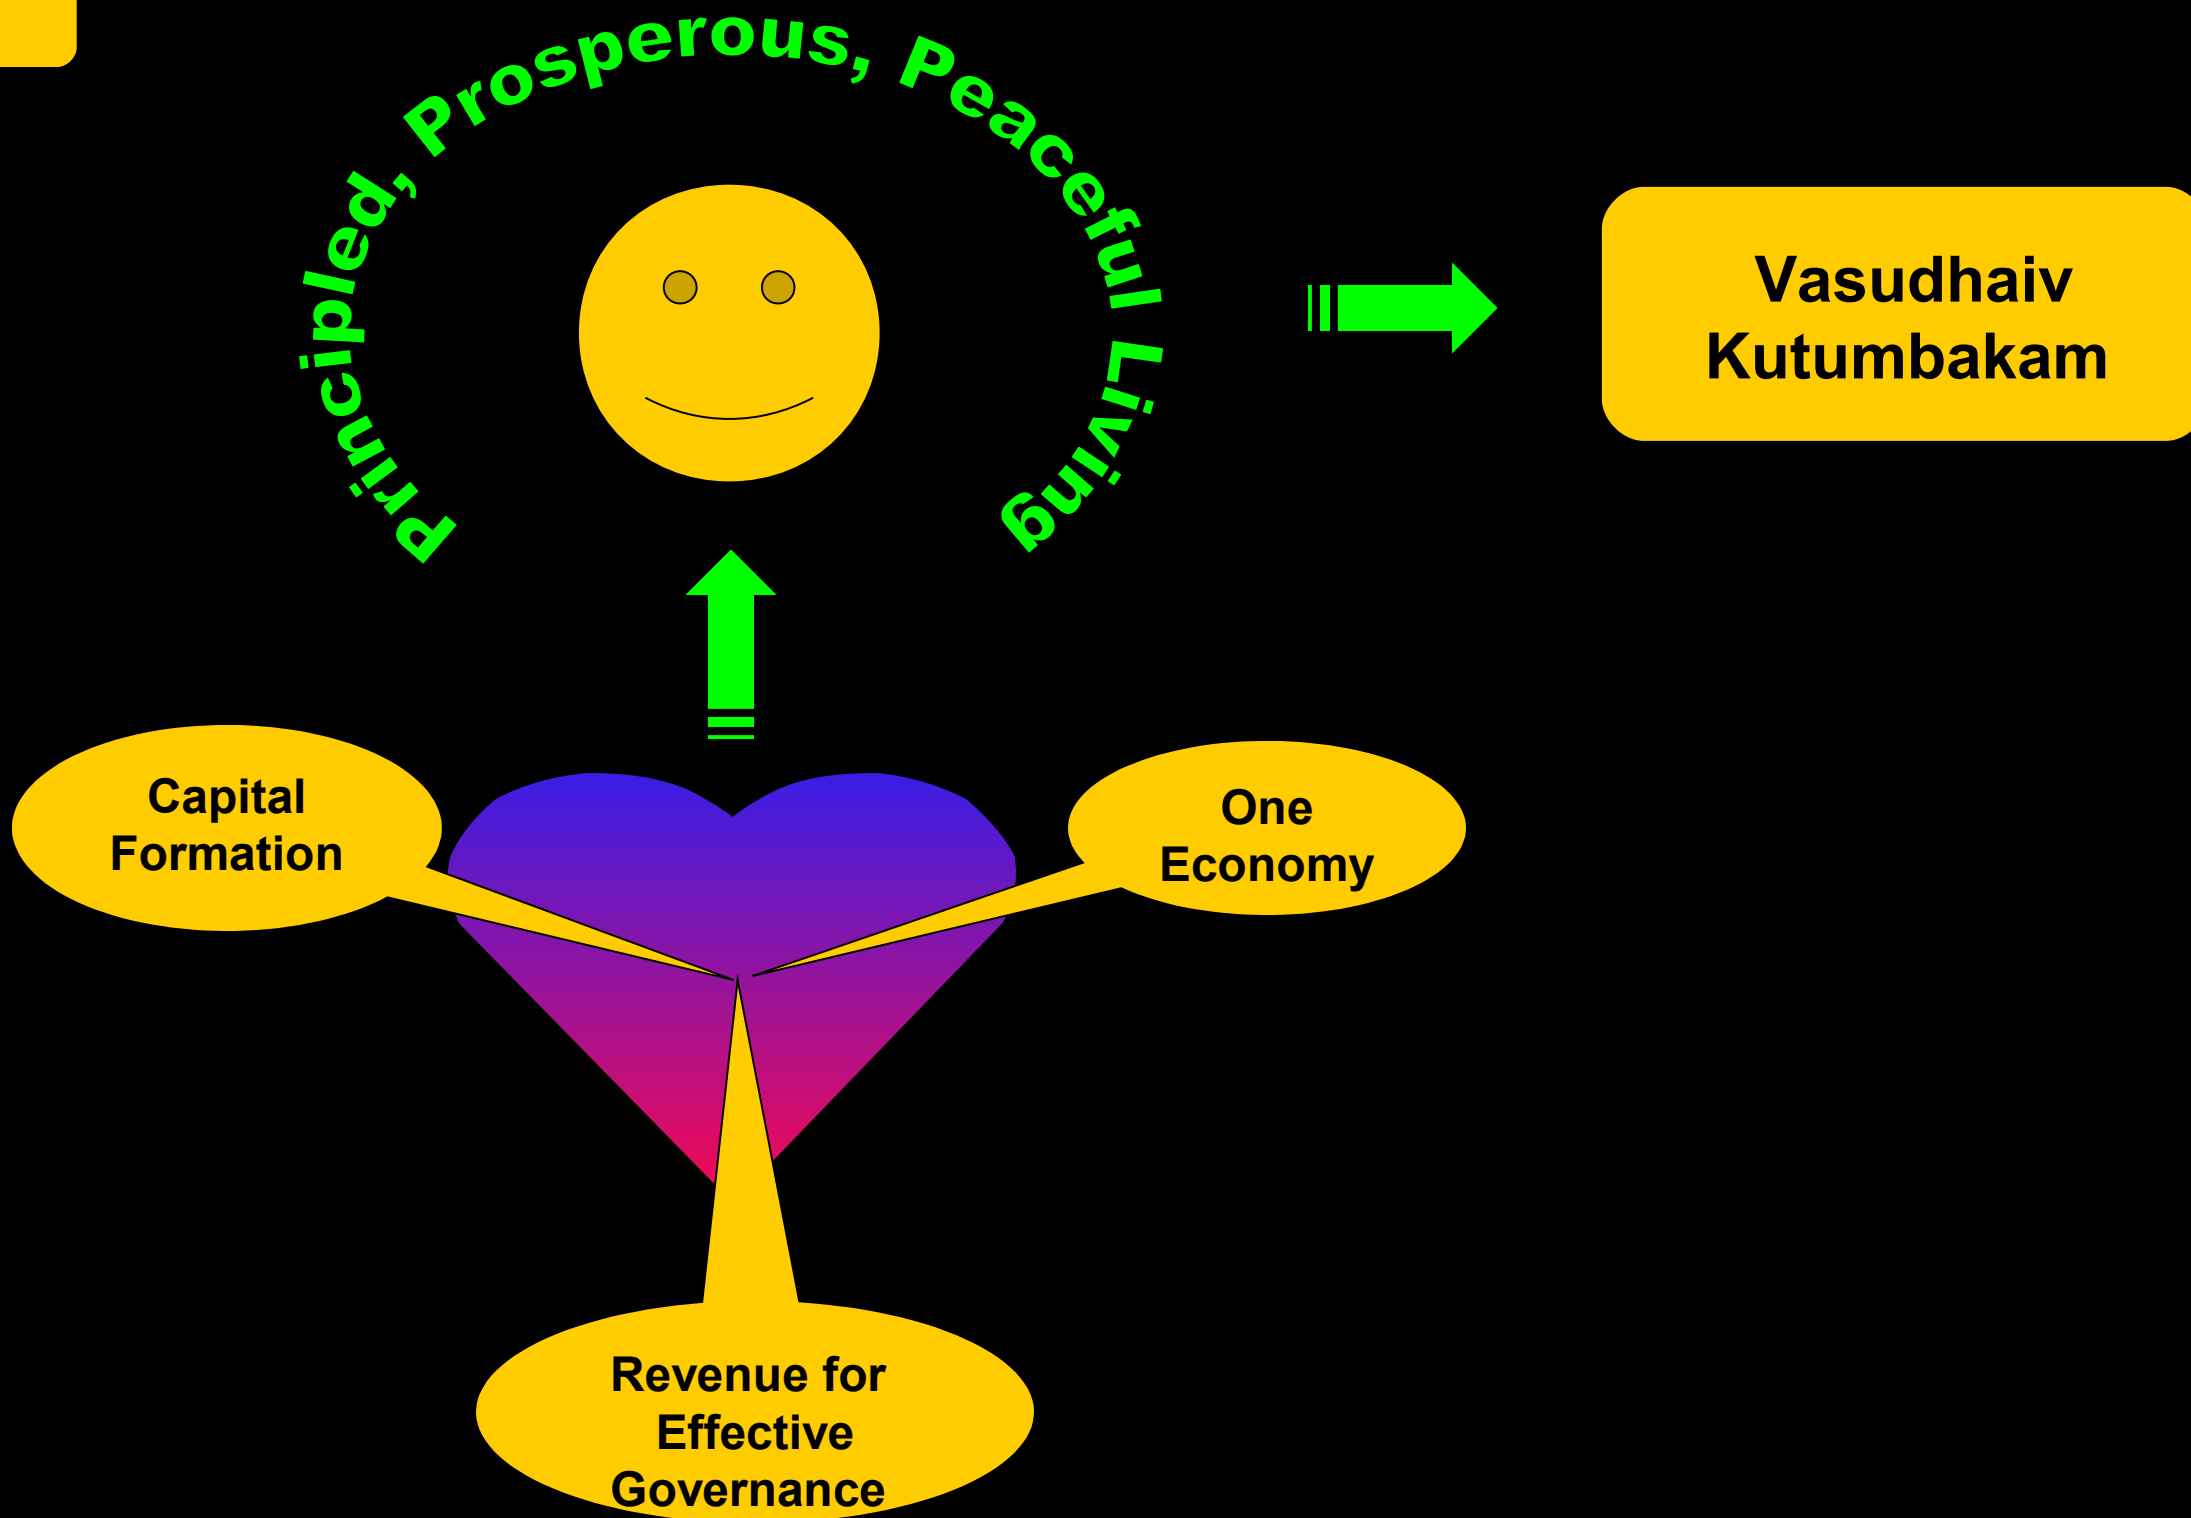 Principled, Prosperous, Peaceful Living
Vasudhaiv
Kutumbakam
Capital
Formation
One
Economy
Revenue for
Effective
Governance